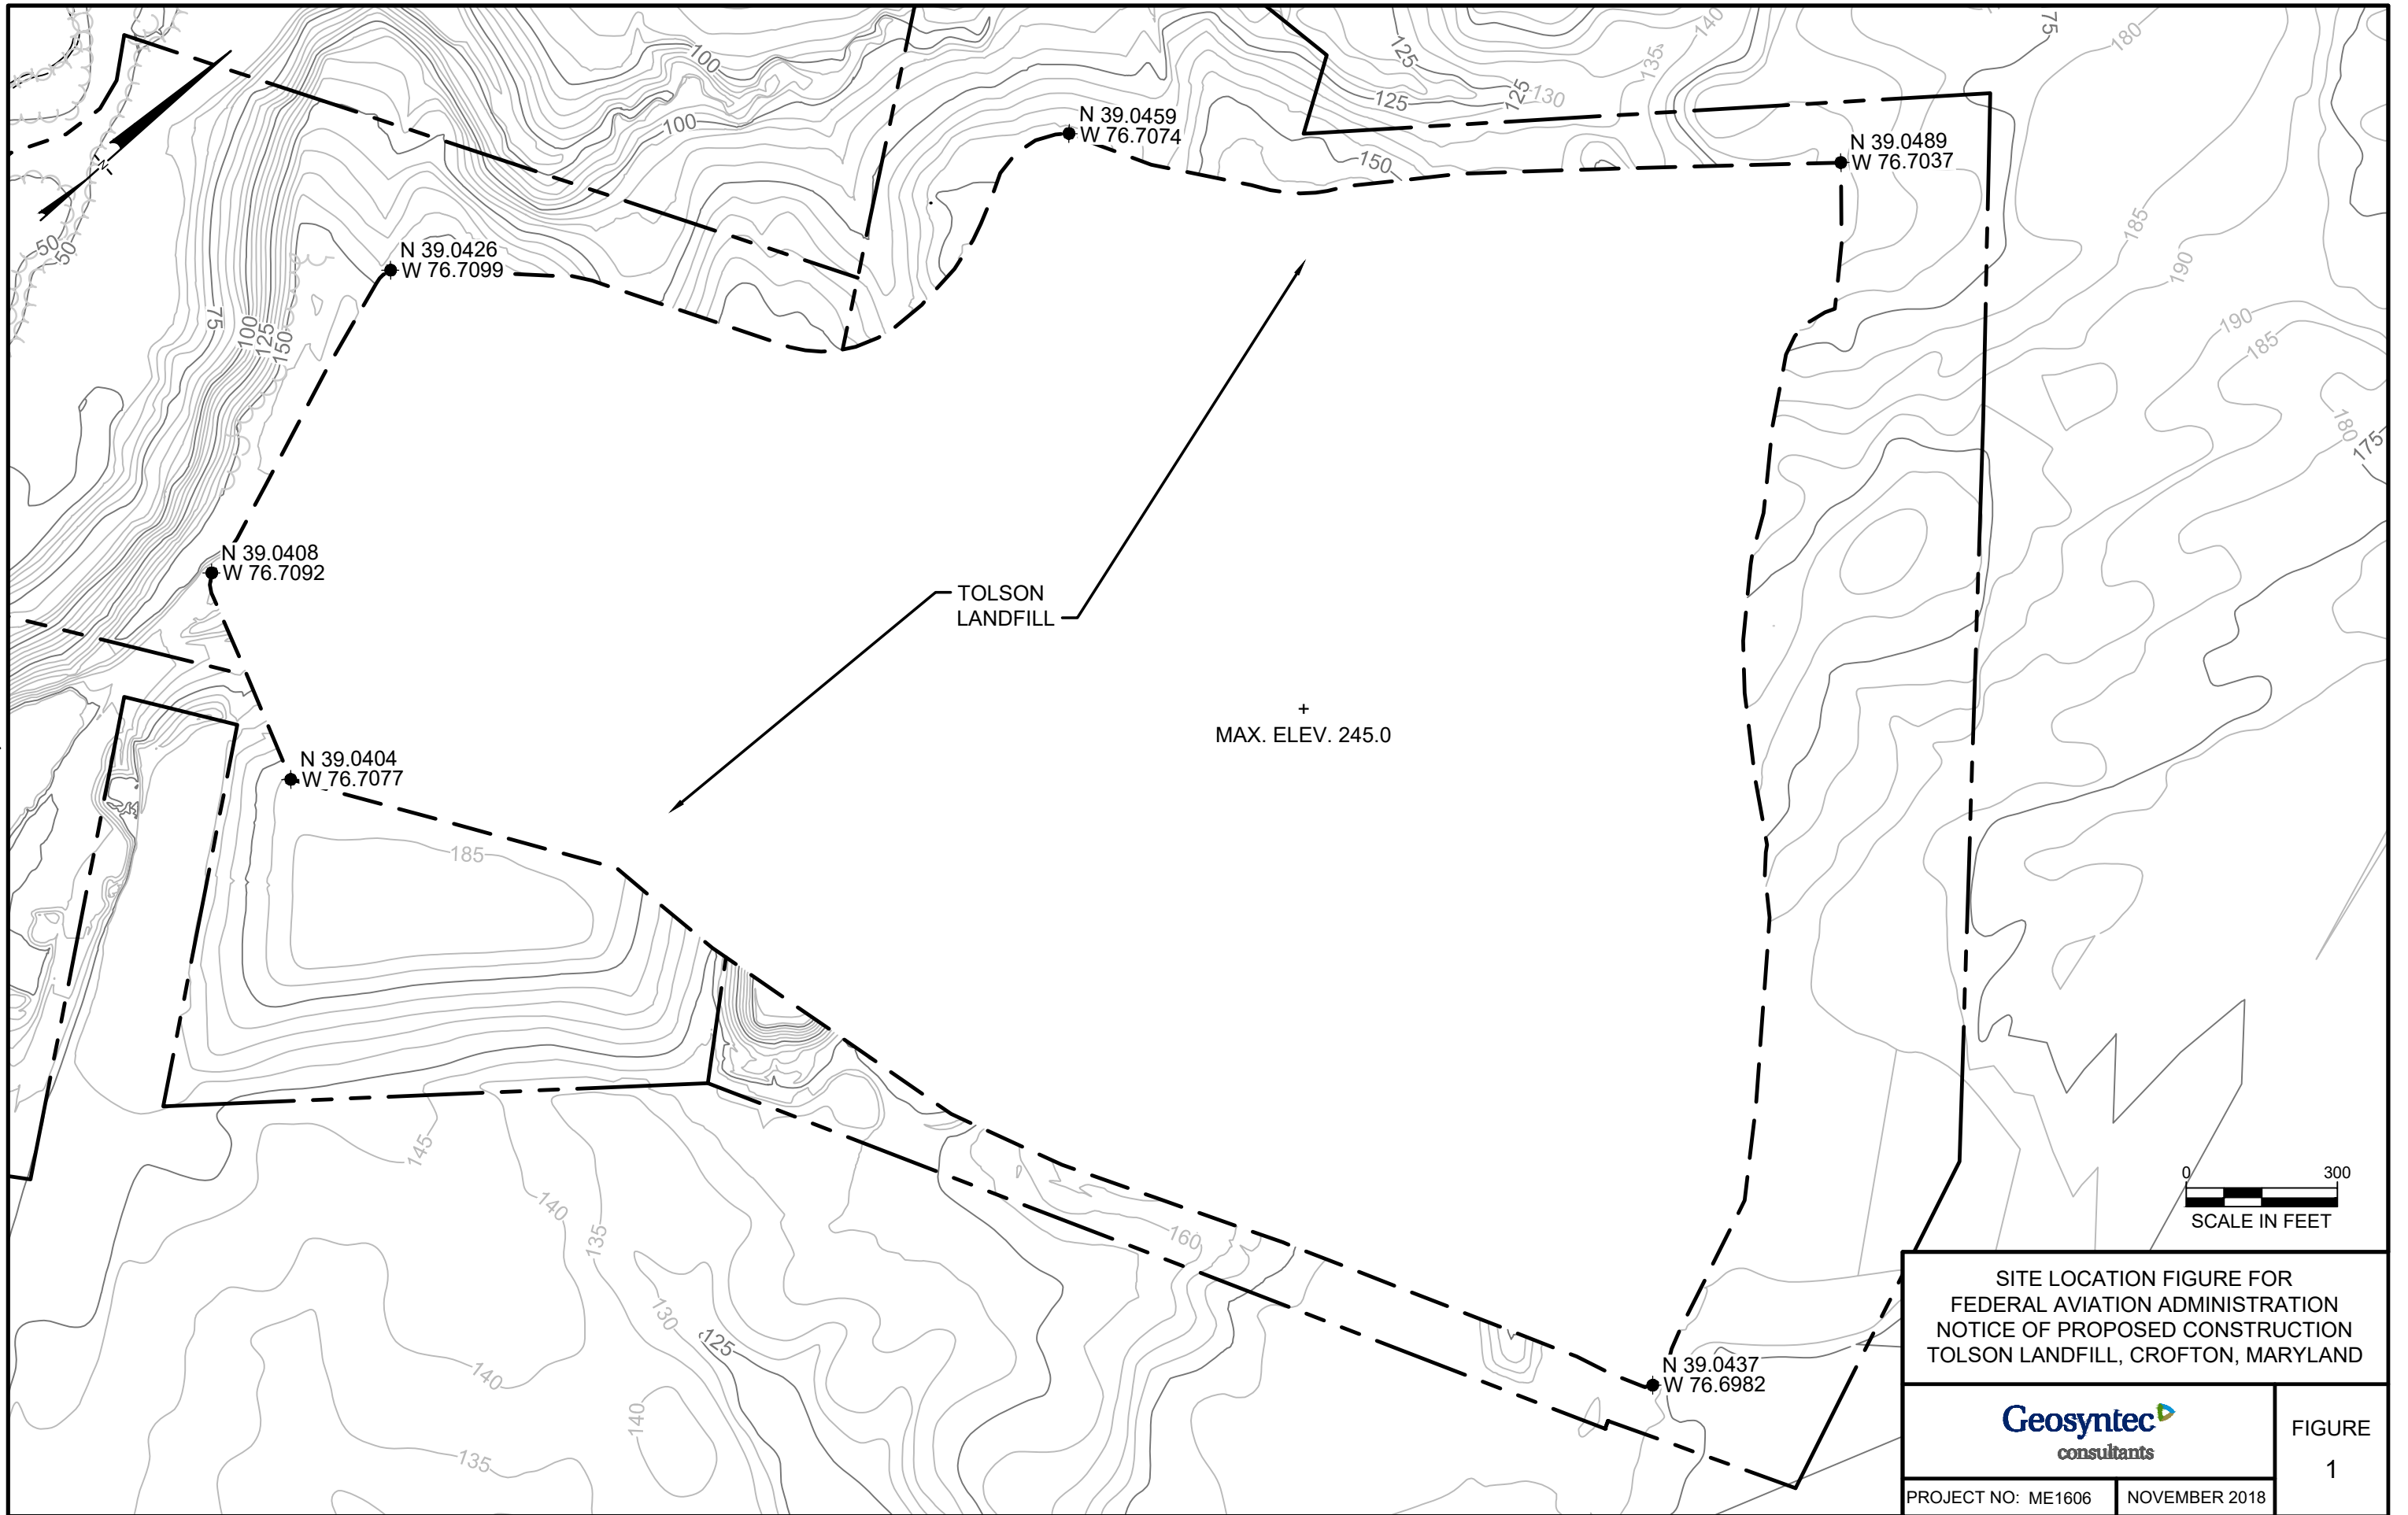 100
125
135
140
75
180
125
125
130
100
N 39.0459
W 76.7074
N 39.0489
W 76.7037
150
N
50
50
185
190
N 39.0426
W 76.7099
75
100
125
150
190
185
180
175
N 39.0408
W 76.7092
TOLSON
LANDFILL
+
MAX. ELEV. 245.0
N 39.0404
W 76.7077
185
145
140
135
160
0 300
SCALE IN FEET
130
125
140
140
135
N 39.0437
W 76.6982
SITE LOCATION FIGURE FOR
FEDERAL AVIATION ADMINISTRATION
NOTICE OF PROPOSED CONSTRUCTION
TOLSON LANDFILL, CROFTON, MARYLAND
Geosyntec
consultants
FIGURE
1
PROJECT NO: ME1606
NOVEMBER 2018